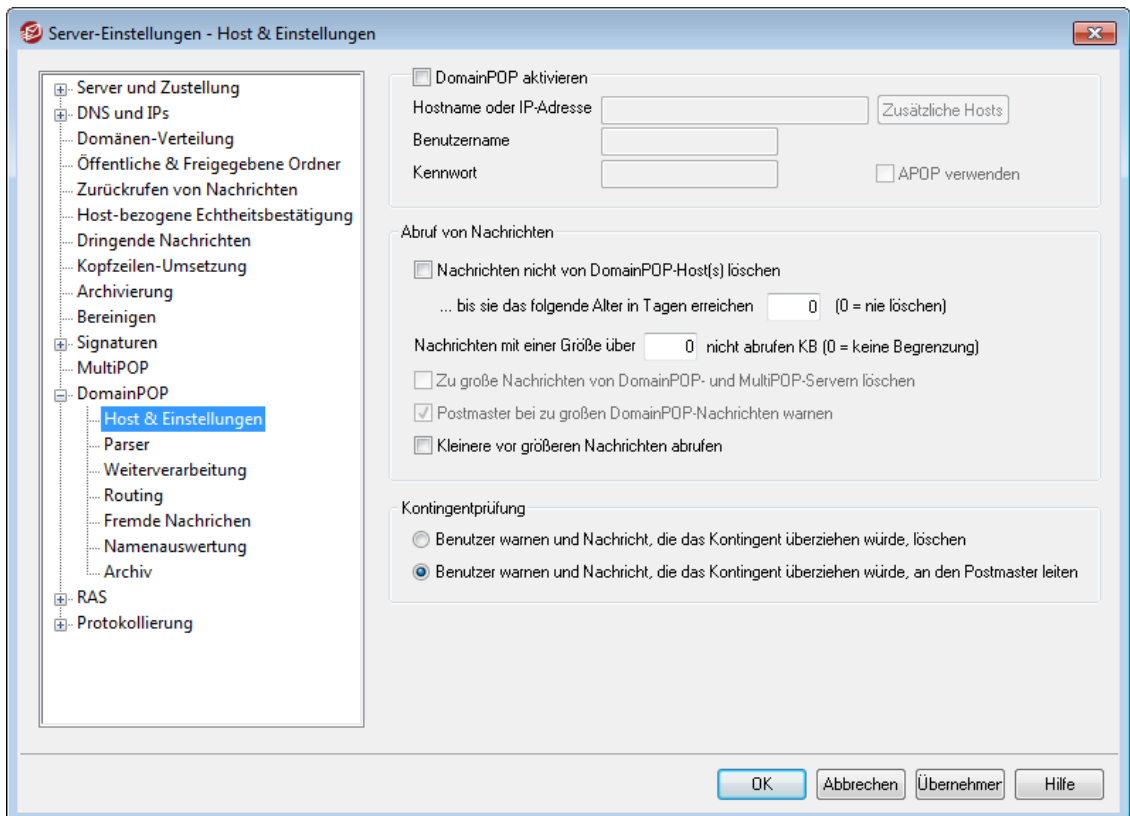 Server-Einstellungen - Host & Einstellungen
Server und Zustellung
DNS und IPs
Domänen-Verteilung
Öffentliche & Freigegebene Ordner
Zurückrufen von Nachrichten
Host-bezogene Echtheitsbestätigung
Dringende Nachrichten
Kopfzeilen-Umsetzung
Archivierung
Bereinigen
Signaturen
MultiPOP
DomainPOP
Host & Einstellungen
Parser
Weiterverarbeitung
Routing
Fremde Nachrichen
Namenauswertung
Archiv
RAS
Protokollierung
DomainPOP aktivieren
Hostname oder IP-Adresse Zusätzliche Hosts
Benutzername
Kennwort APOP verwenden
Abruf von Nachrichten
Nachrichten nicht von DomainPOP-Host(s) löschen
... bis sie das folgende Alter in Tagen erreichen 0 (0 = nie löschen)
Nachrichten mit einer Größe über 0 nicht abrufen KB (0 = keine Begrenzung)
Zu große Nachrichten von DomainPOP- und MultiPOP-Servern löschen
Postmaster bei zu großen DomainPOP-Nachrichten warnen
Kleinere vor größeren Nachrichten abrufen
Kontingentprüfung
Benutzer warnen und Nachricht, die das Kontingent überziehen würde, löschen
Benutzer warnen und Nachricht, die das Kontingent überziehen würde, an den Postmaster leiten
OK Abbrechen Übernehmer Hilfe